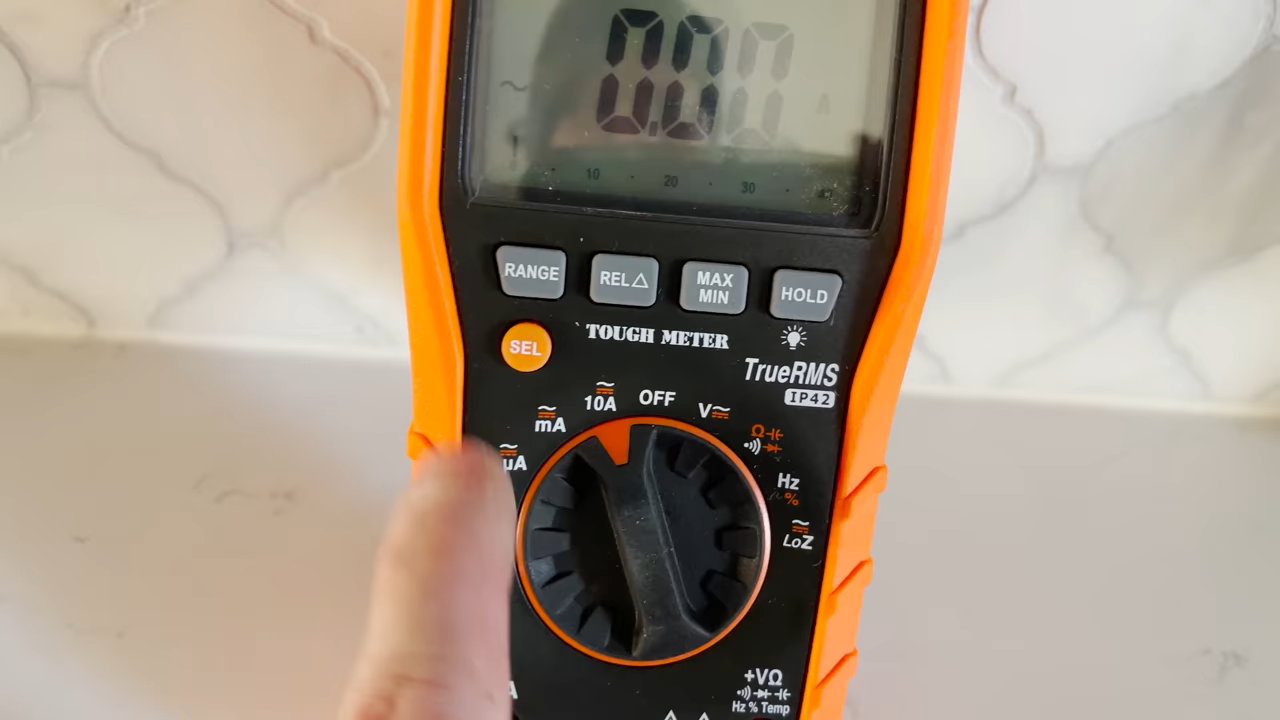 0.00
10 20 30
RANGE
REL△
MAX
MIN
HOLD
SEL
TOUGH METER
TrueRMS
IP42
OFF
10A
V
mA
Ω
µA
Hz
%
LoZ
+VΩ
Hz % Temp